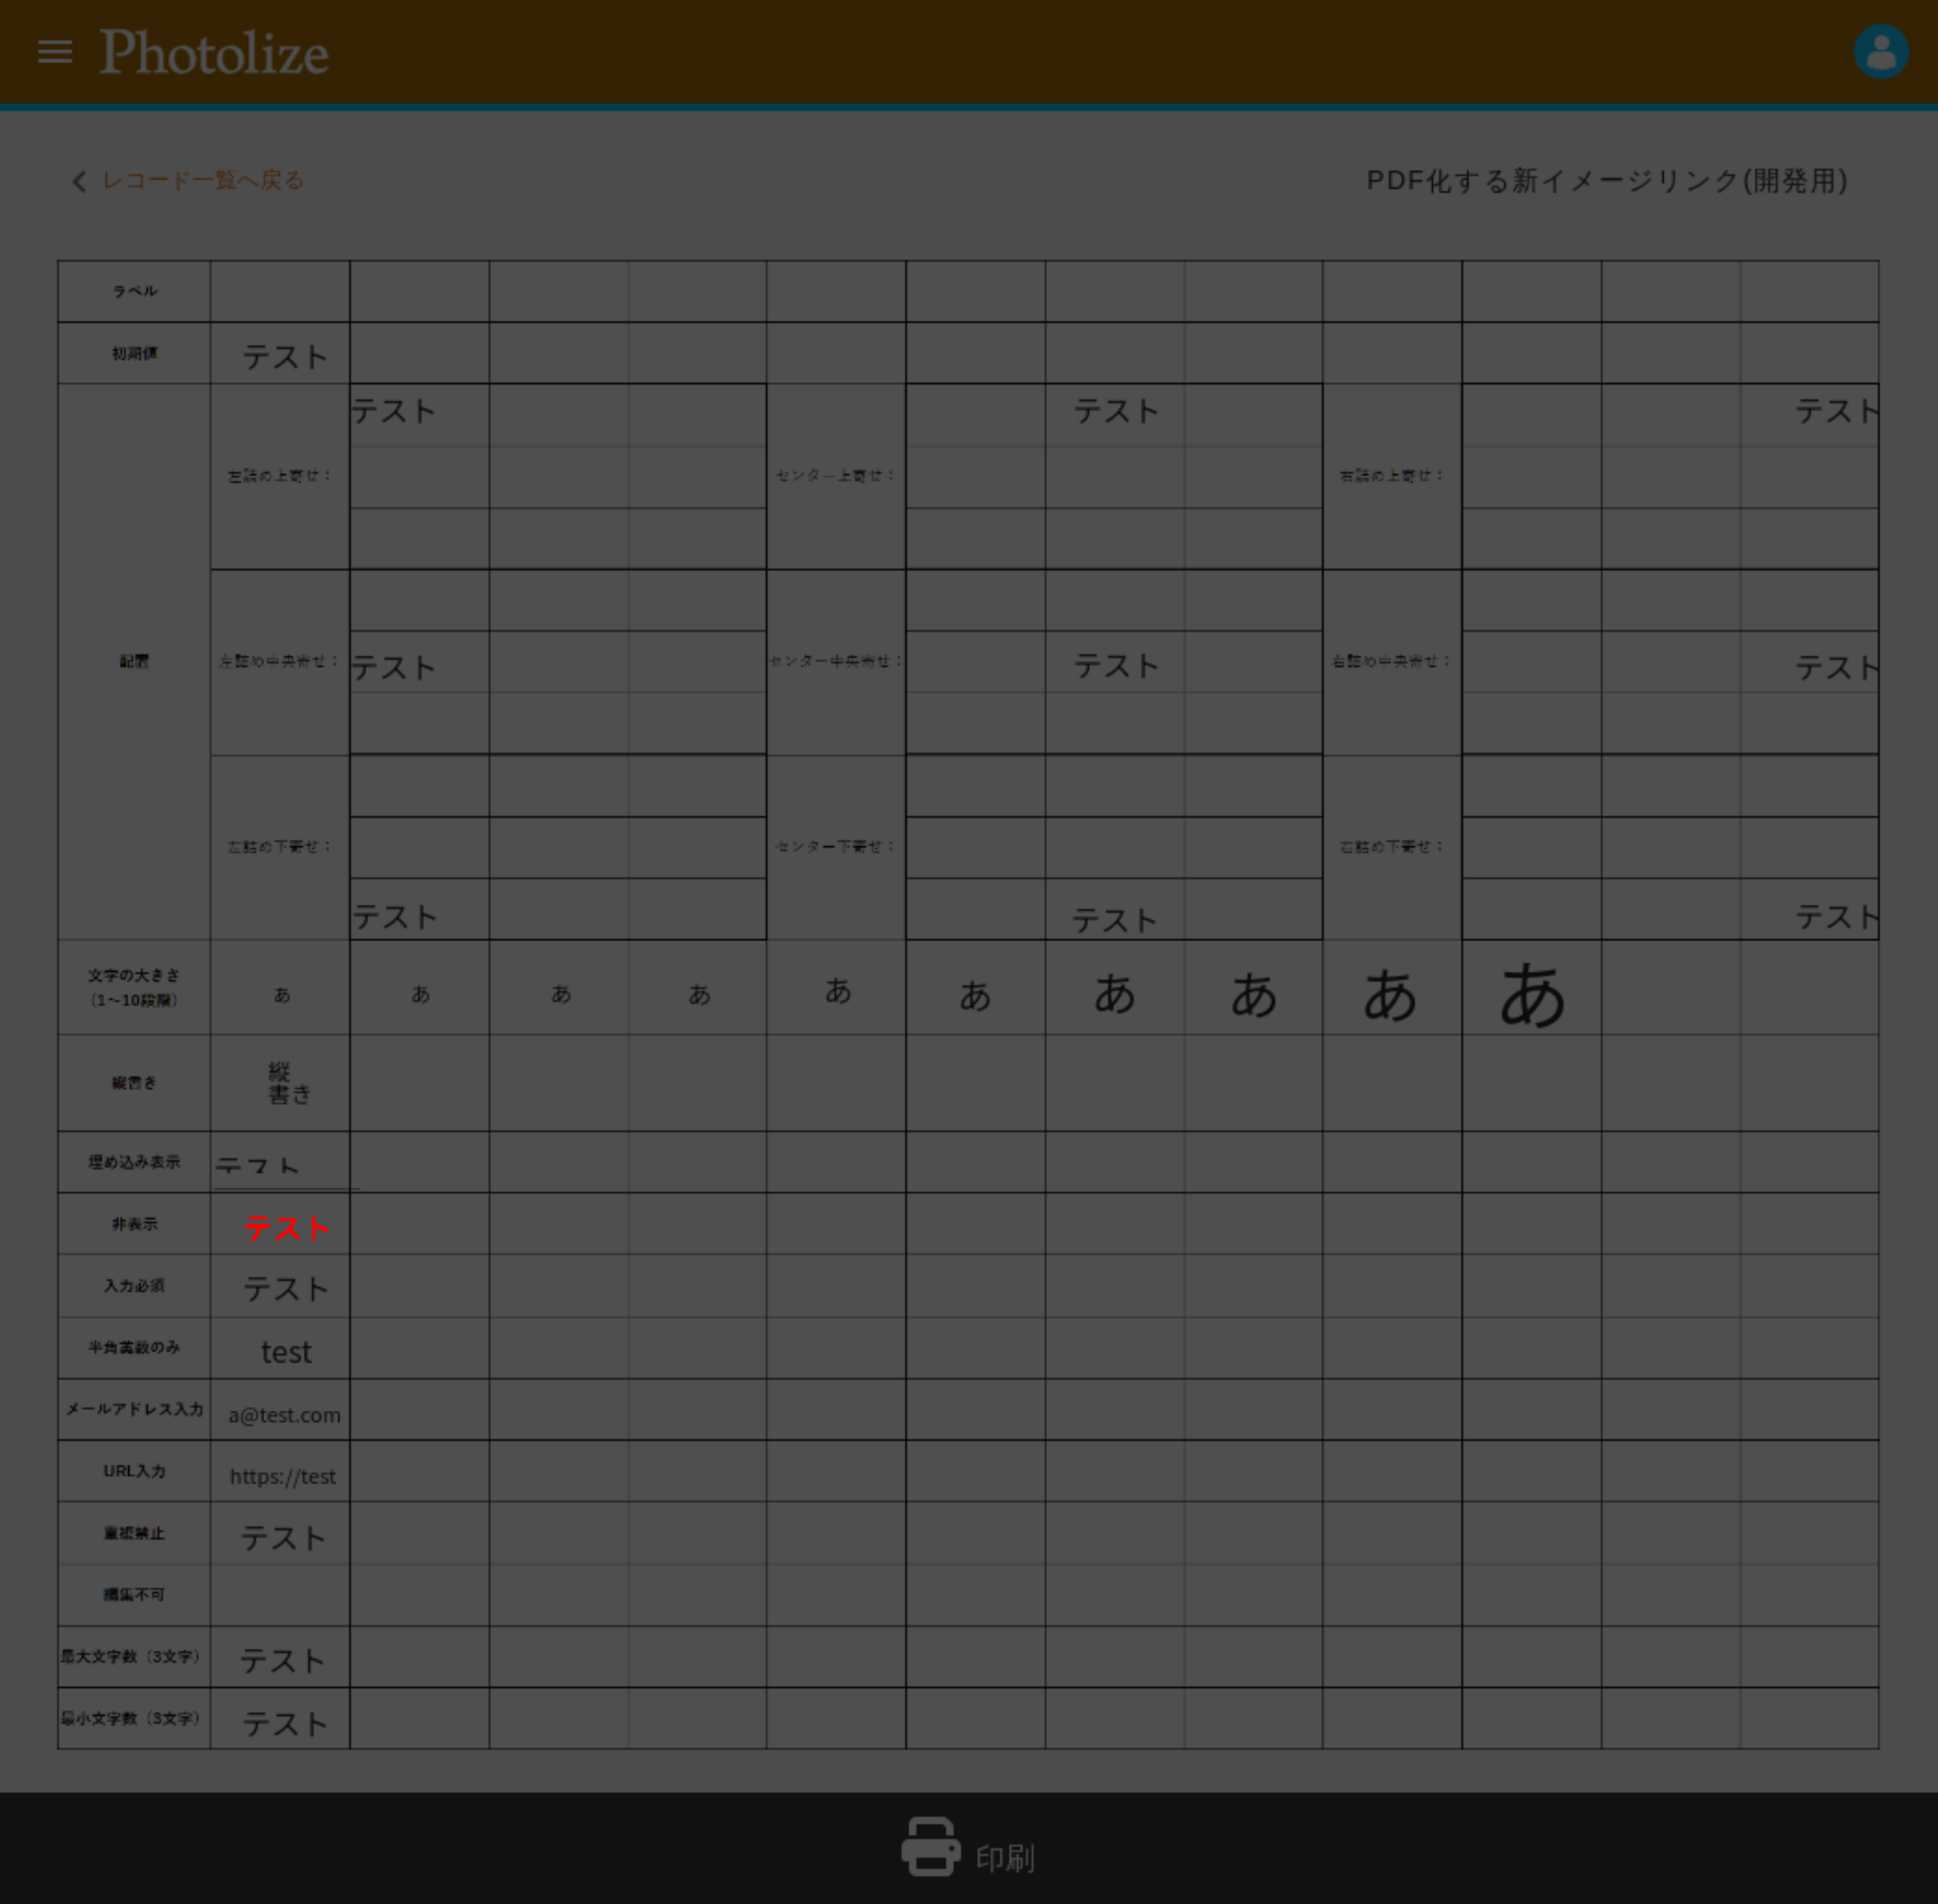 Photolize
レコード一覧へ戻る
PDF化する新イメージリンク(開発用)
ラベル
初期値 テスト
テスト テスト テスト
左詰め上寄せ： センター上寄せ：右詰め上寄せ：
配置 左詰め中央寄せ： テスト センター中央寄せ： テスト 右詰め中央寄せ： テスト
左詰め下寄せ： センター下寄せ： 右詰め下寄せ：
テスト テスト テスト
文字の大きさ
（1～10段階） あ あ あ あ あ あ あ あ あ あ
縦書き 縦
書き
埋め込み表示 テスト
非表示 テスト
入力必須 テスト
半角英数のみ test
メールアドレス入力 a@test.com
URL入力 https://test
重複禁止 テスト
編集不可
最大文字数（3文字） テスト
最小文字数（3文字） テスト
印刷